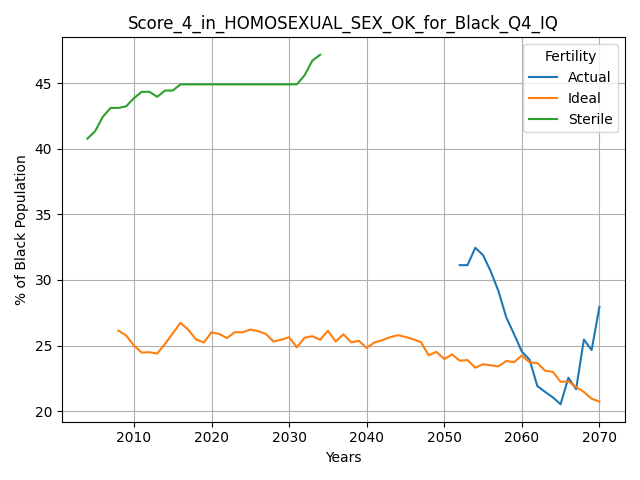 Score_4_in_HOMOSEXUAL_SEX_OK_for_Black_Q4_IQ
Fertility
Actual
Ideal
Sterile
% of Black Population
45
40
35
30
25
20
2010 2020 2030 2040 2050 2060 2070
Years